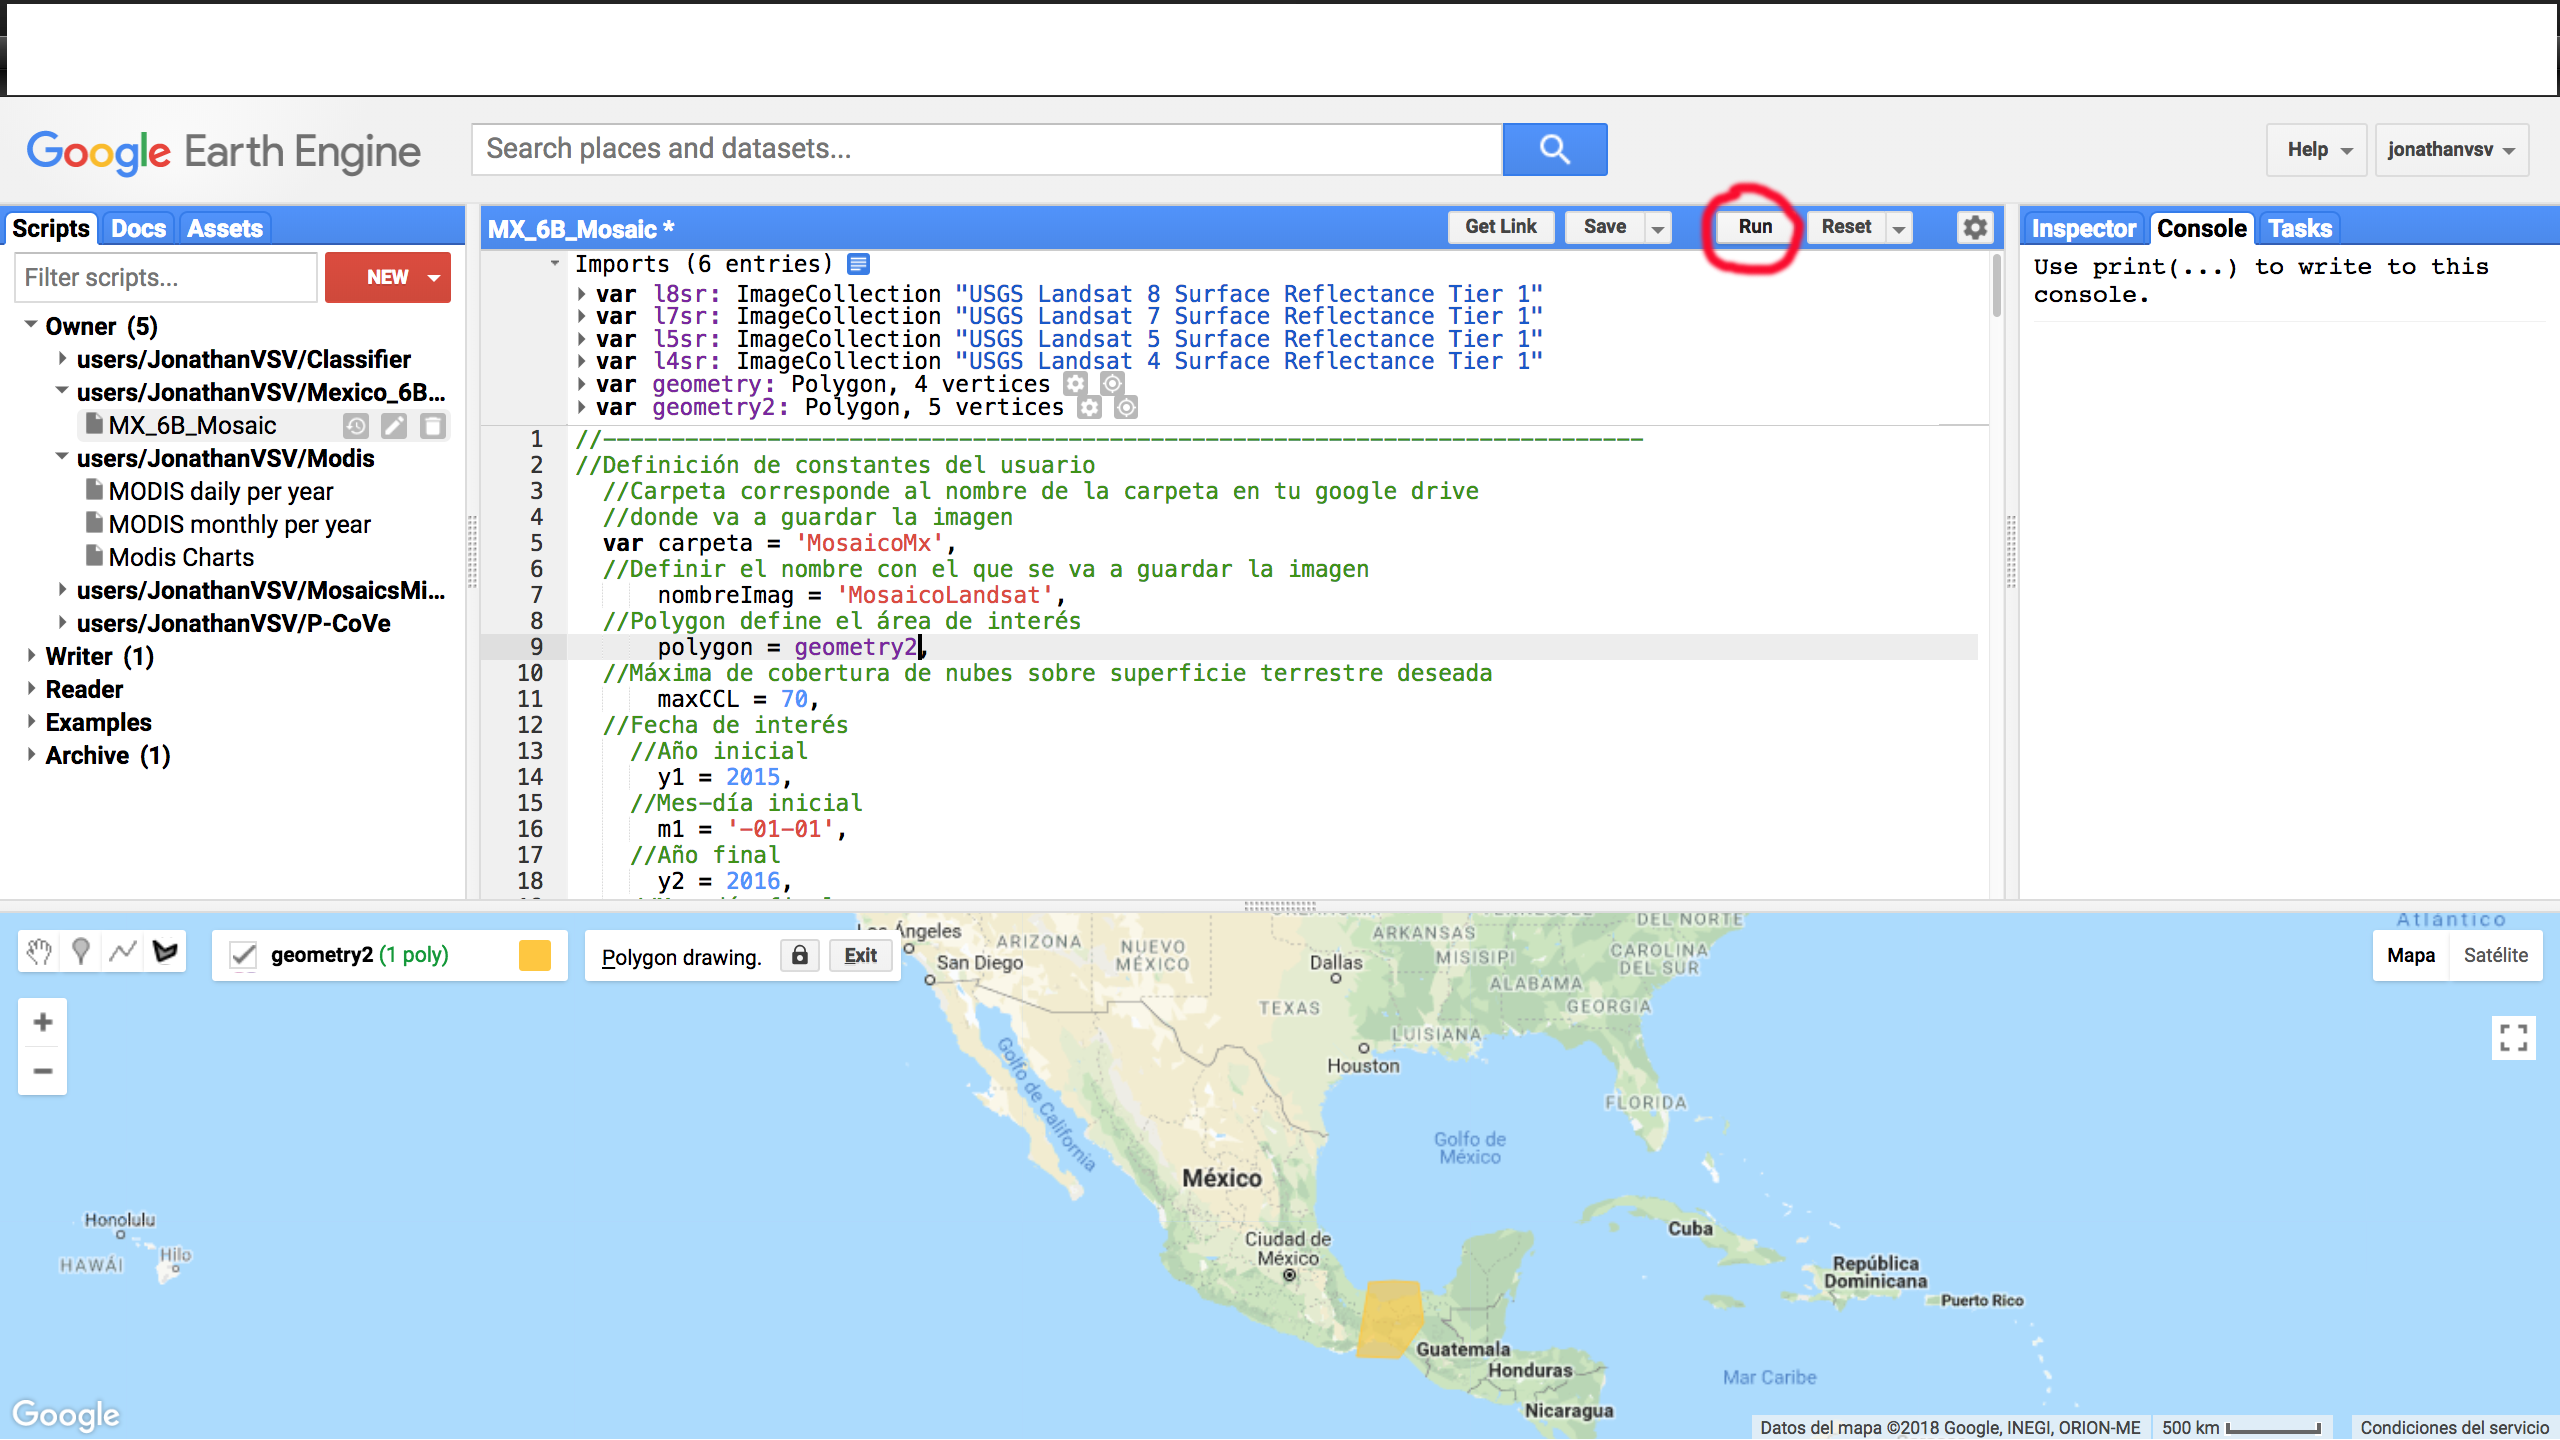 Google Earth Engine
Search places and datasets...
Help
jonathanvsv
Scripts Docs Assets
MX_6B_Mosaic *
Get Link Save Run Reset
Inspector Console Tasks
Filter scripts... NEW
Owner (5)
users/JonathanVSV/Classifier
users/JonathanVSV/Mexico_6B...
MX_6B_Mosaic
users/JonathanVSV/Modis
MODIS daily per year
MODIS monthly per year
Modis Charts
users/JonathanVSV/MosaicsMi...
users/JonathanVSV/P-CoVe
Writer (1)
Reader
Examples
Archive (1)
Imports (6 entries)
var l8sr: ImageCollection "USGS Landsat 8 Surface Reflectance Tier 1"
var l7sr: ImageCollection "USGS Landsat 7 Surface Reflectance Tier 1"
var l5sr: ImageCollection "USGS Landsat 5 Surface Reflectance Tier 1"
var l4sr: ImageCollection "USGS Landsat 4 Surface Reflectance Tier 1"
var geometry: Polygon, 4 vertices
var geometry2: Polygon, 5 vertices
1 //----------------------------------------------------------------------------
2 //Definición de constantes del usuario
3 //Carpeta corresponde al nombre de la carpeta en tu google drive
4 //donde va a guardar la imagen
5 var carpeta = 'MosaicoMx',
6 //Definir el nombre con el que se va a guardar la imagen
7 nombreImag = 'MosaicoLandsat',
8 //Polygon define el área de interés
9 polygon = geometry2,
10 //Máxima de cobertura de nubes sobre superficie terrestre deseada
11 maxCCL = 70,
12 //Fecha de interés
13 //Año inicial
14 y1 = 2015,
15 //Mes-día inicial
16 m1 = '-01-01',
17 //Año final
18 y2 = 2016,
Use print(...) to write to this
console.
geometry2 (1 poly)
Polygon drawing. Exit
Mapa Satélite
Atlántico
DEL NORTE
Los Ángeles
San Diego
ARIZONA
NUEVO
MÉXICO
ARKANSAS
Dallas
MISISIPI
CAROLINA
DEL SUR
ALABAMA
GEORGIA
TEXAS
LUISIANA
Houston
FLORIDA
Golfo de California
Golfo de
México
México
Ciudad de
México
Honolulu
HAWÁI
Hilo
Cuba
República
Dominicana
Puerto Rico
Guatemala
Honduras
Nicaragua
Mar Caribe
Google
Datos del mapa ©2018 Google, INEGI, ORION-ME
500 km
Condiciones del servicio